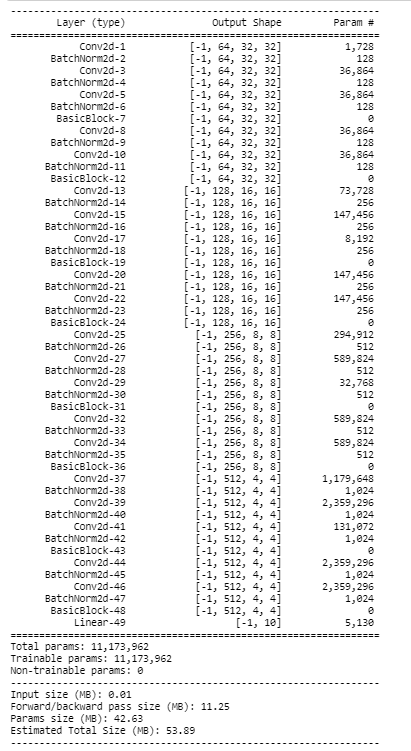 ----------------------------------------------------------------
Layer (type) Output Shape Param #
================================================================
Conv2d-1 [-1, 64, 32, 32] 1,728
BatchNorm2d-2 [-1, 64, 32, 32] 128
Conv2d-3 [-1, 64, 32, 32] 36,864
BatchNorm2d-4 [-1, 64, 32, 32] 128
Conv2d-5 [-1, 64, 32, 32] 36,864
BatchNorm2d-6 [-1, 64, 32, 32] 128
BasicBlock-7 [-1, 64, 32, 32] 0
Conv2d-8 [-1, 64, 32, 32] 36,864
BatchNorm2d-9 [-1, 64, 32, 32] 128
Conv2d-10 [-1, 64, 32, 32] 36,864
BatchNorm2d-11 [-1, 64, 32, 32] 128
BasicBlock-12 [-1, 64, 32, 32] 0
Conv2d-13 [-1, 128, 16, 16] 73,728
BatchNorm2d-14 [-1, 128, 16, 16] 256
Conv2d-15 [-1, 128, 16, 16] 147,456
BatchNorm2d-16 [-1, 128, 16, 16] 256
Conv2d-17 [-1, 128, 16, 16] 8,192
BatchNorm2d-18 [-1, 128, 16, 16] 256
BasicBlock-19 [-1, 128, 16, 16] 0
Conv2d-20 [-1, 128, 16, 16] 147,456
BatchNorm2d-21 [-1, 128, 16, 16] 256
Conv2d-22 [-1, 128, 16, 16] 147,456
BatchNorm2d-23 [-1, 128, 16, 16] 256
BasicBlock-24 [-1, 128, 16, 16] 0
Conv2d-25 [-1, 256, 8, 8] 294,912
BatchNorm2d-26 [-1, 256, 8, 8] 512
Conv2d-27 [-1, 256, 8, 8] 589,824
BatchNorm2d-28 [-1, 256, 8, 8] 512
Conv2d-29 [-1, 256, 8, 8] 32,768
BatchNorm2d-30 [-1, 256, 8, 8] 512
BasicBlock-31 [-1, 256, 8, 8] 0
Conv2d-32 [-1, 256, 8, 8] 589,824
BatchNorm2d-33 [-1, 256, 8, 8] 512
Conv2d-34 [-1, 256, 8, 8] 589,824
BatchNorm2d-35 [-1, 256, 8, 8] 512
BasicBlock-36 [-1, 256, 8, 8] 0
Conv2d-37 [-1, 512, 4, 4] 1,179,648
BatchNorm2d-38 [-1, 512, 4, 4] 1,024
Conv2d-39 [-1, 512, 4, 4] 2,359,296
BatchNorm2d-40 [-1, 512, 4, 4] 1,024
Conv2d-41 [-1, 512, 4, 4] 131,072
BatchNorm2d-42 [-1, 512, 4, 4] 1,024
BasicBlock-43 [-1, 512, 4, 4] 0
Conv2d-44 [-1, 512, 4, 4] 2,359,296
BatchNorm2d-45 [-1, 512, 4, 4] 1,024
Conv2d-46 [-1, 512, 4, 4] 2,359,296
BatchNorm2d-47 [-1, 512, 4, 4] 1,024
BasicBlock-48 [-1, 512, 4, 4] 0
Linear-49 [-1, 10] 5,130
================================================================
Total params: 11,173,962
Trainable params: 11,173,962
Non-trainable params: 0
----------------------------------------------------------------
Input size (MB): 0.01
Forward/backward pass size (MB): 11.25
Params size (MB): 42.63
Estimated Total Size (MB): 53.89
----------------------------------------------------------------